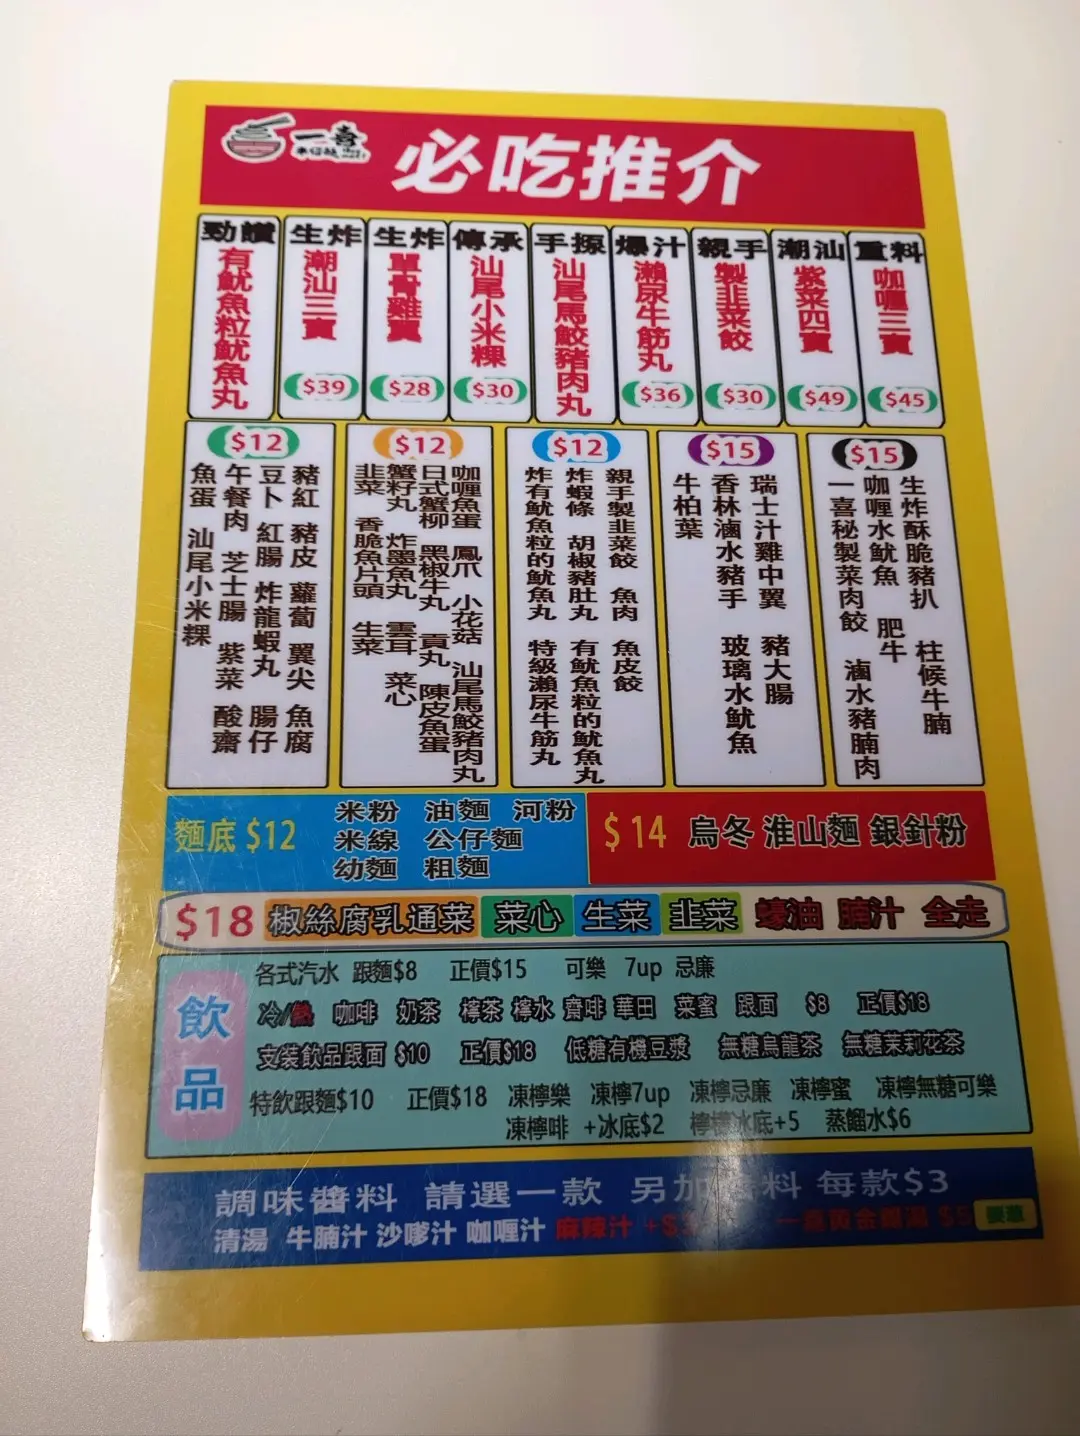 一喜
必吃推介
勁讚
有魷魚粒魷魚丸
生炸
潮汕三寶
$39
生炸
單骨雞翼
$28
傳承
汕尾小米粿
$30
手搽
汕尾馬鮫豬肉丸
爆汁
瀨尿牛筋丸
$36
親手
製韭菜餃
$30
潮汕
紫菜四寶
$49
重料
咖喱三寶
$45
$12
豬紅 豬皮 蘿蔔 翼尖 魚腐
豆卜 紅腸 炸龍蝦丸 腸仔
午餐肉 芝士腸 紫菜 酸齋
魚蛋 汕尾小米粿
$12
咖喱魚蛋 鳳爪 小花菇 汕尾馬鮫豬肉丸
日式蟹柳 黑椒牛丸 貢丸 陳皮魚蛋
蟹籽丸 炸墨魚丸 雲耳 菜心
韭菜 香脆魚片頭 生菜
$12
親手製韭菜餃 魚肉 魚皮餃
炸蝦條 胡椒豬肚丸 有魷魚粒的魷魚丸
炸有魷魚粒的魷魚丸 特級瀨尿牛筋丸
$15
瑞士汁雞中翼 豬大腸
香林滷水豬手 玻璃水魷魚
牛柏葉
$15
生炸酥脆豬扒 柱候牛腩
咖喱水魷魚 肥牛
一喜秘製菜肉餃 滷水豬腩肉
麵底 $12
米粉 油麵 河粉
米線 公仔麵
幼麵 粗麵
$ 14 烏冬 淮山麵 銀針粉
$18 椒絲腐乳通菜 菜心 生菜 韭菜 蠔油 腩汁 全走
飲品
各式汽水 跟麵$8 正價$15 可樂 7up 忌廉
冷/熱 咖啡 奶茶 檸茶 檸水 齋啡 華田 菜蜜 跟面 $8 正價$18
支裝飲品跟面 $10 正價$18 低糖有機豆漿 無糖烏龍茶 無糖茉莉花茶
特飲跟麵$10 正價$18 凍檸樂 凍檸7up 凍檸忌廉 凍檸蜜 凍檸無糖可樂
凍檸啡 +冰底$2 檸檬冰底+5 蒸餾水$6
調味醬料 請選一款 另加醬料 每款$3
清湯 牛腩汁 沙嗲汁 咖喱汁 麻辣汁 +$3 一喜黃金雞湯 $5